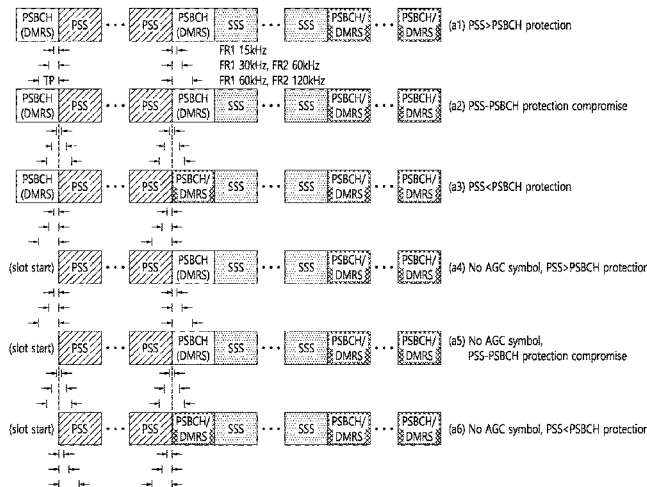 PSBCH (DMRS) PSS ··· PSS PSBCH (DMRS) SSS ··· SSS PSBCH/ DMRS ··· PSBCH/ DMRS (a1) PSS>PSBCH protection
FR1 15kHz
FR1 30kHz, FR2 60kHz
TP FR1 60kHz, FR2 120kHz
PSBCH (DMRS) PSS ··· PSS PSBCH (DMRS) SSS ··· SSS PSBCH/ DMRS ··· PSBCH/ DMRS (a2) PSS-PSBCH protection compromise
PSBCH (DMRS) PSS ··· PSS PSBCH/ DMRS SSS ··· SSS PSBCH/ DMRS ··· PSBCH/ DMRS (a3) PSS<PSBCH protection
(slot start) PSS ··· PSS PSBCH (DMRS) SSS ··· SSS PSBCH/ DMRS ··· PSBCH/ DMRS (a4) No AGC symbol, PSS>PSBCH protection
(slot start) PSS ··· PSS PSBCH (DMRS) SSS ··· SSS PSBCH/ DMRS ··· PSBCH/ DMRS (a5) No AGC symbol,
PSS-PSBCH protection compromise
(slot start) PSS ··· PSS PSBCH/ DMRS SSS ··· SSS PSBCH/ DMRS ··· PSBCH/ DMRS (a6) No AGC symbol, PSS<PSBCH protection